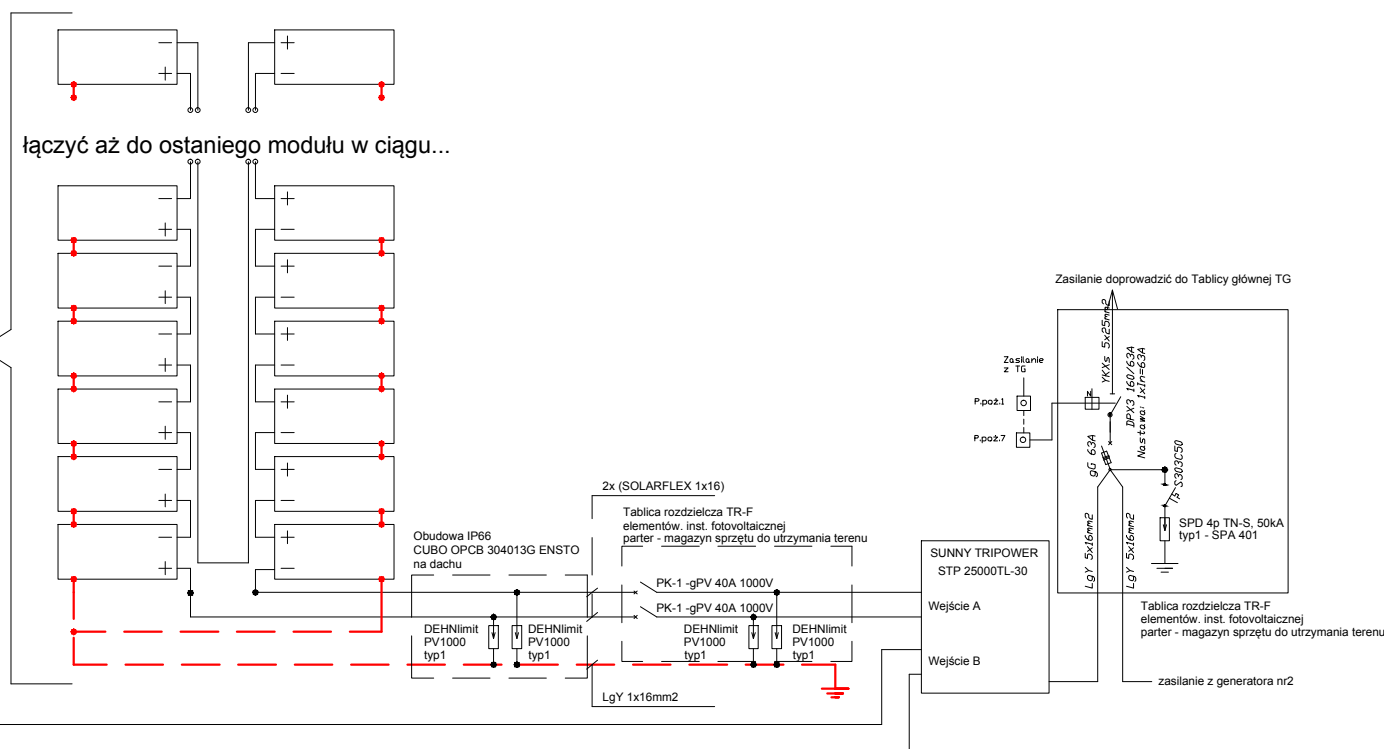 łączyć aż do ostaniego modułu w ciągu...
2x (SOLARFLEX 1x16)
Tablica rozdzielcza TR-F
elementów. inst. fotovoltaicznej
parter - magazyn sprzętu do utrzymania terenu
Obudowa IP66
CUBO OPCB 304013G ENSTO
na dachu
PK-1 -gPV 40A 1000V
PK-1 -gPV 40A 1000V
DEHNlimit
PV1000
typ1
DEHNlimit
PV1000
typ1
DEHNlimit
PV1000
typ1
DEHNlimit
PV1000
typ1
LgY 1x16mm2
SUNNY TRIPOWER
STP 25000TL-30
Wejście A
Wejście B
Zasilanie doprowadzić do Tablicy głównej TG
YKXs 5x25mm2
Zasilanie
z TG
P.poż.1
P.poż.7
N
DPX3 160/63A
Nastawa: 1xIn=63A
gG 63A
S303C50
SPD 4p TN-S, 50kA
typ1 - SPA 401
LgY 5x16mm2
LgY 5x16mm2
Tablica rozdzielcza TR-F
elementów. inst. fotovoltaicznej
parter - magazyn sprzętu do utrzymania terenu
zasilanie z generatora nr2